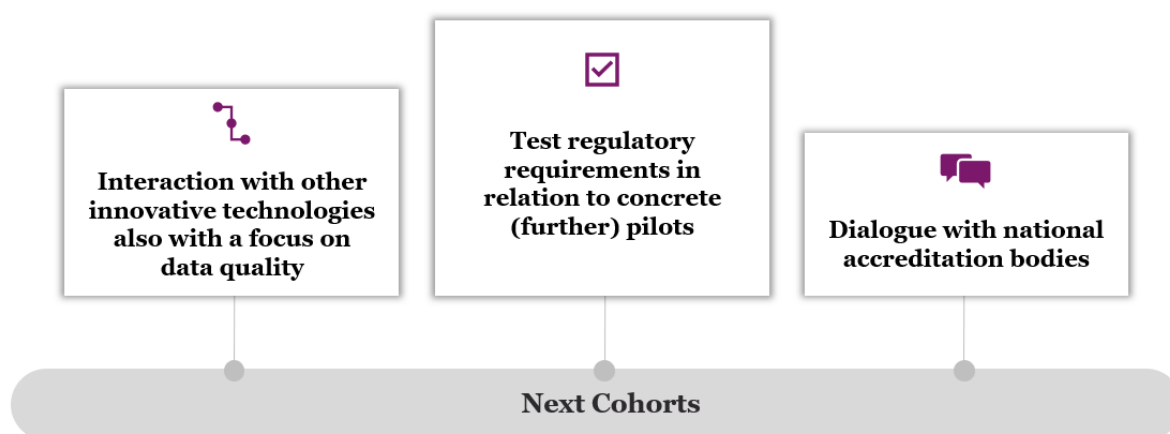 Interaction with other
innovative technologies
also with a focus on
data quality
Test regulatory
requirements in
relation to concrete
(further) pilots
Dialogue with national
accreditation bodies
Next Cohorts